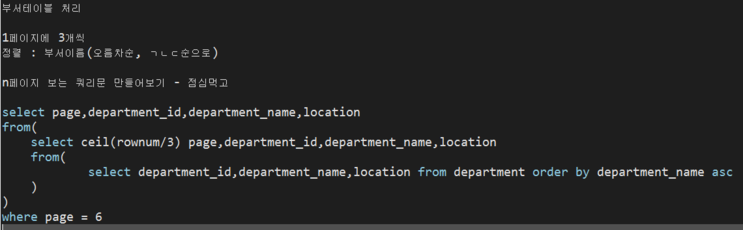 부서테이블 처리
1페이지에 3개씩
정렬 : 부서이름(오름차순, ㄱㄴㄷ순으로)
n페이지 보는 쿼리문 만들어보기 - 점심먹고
select page,department_id,department_name,location
from(
select ceil(rownum/3) page,department_id,department_name,location
from(
select department_id,department_name,location from department order by department_name asc
)
)
where page = 6